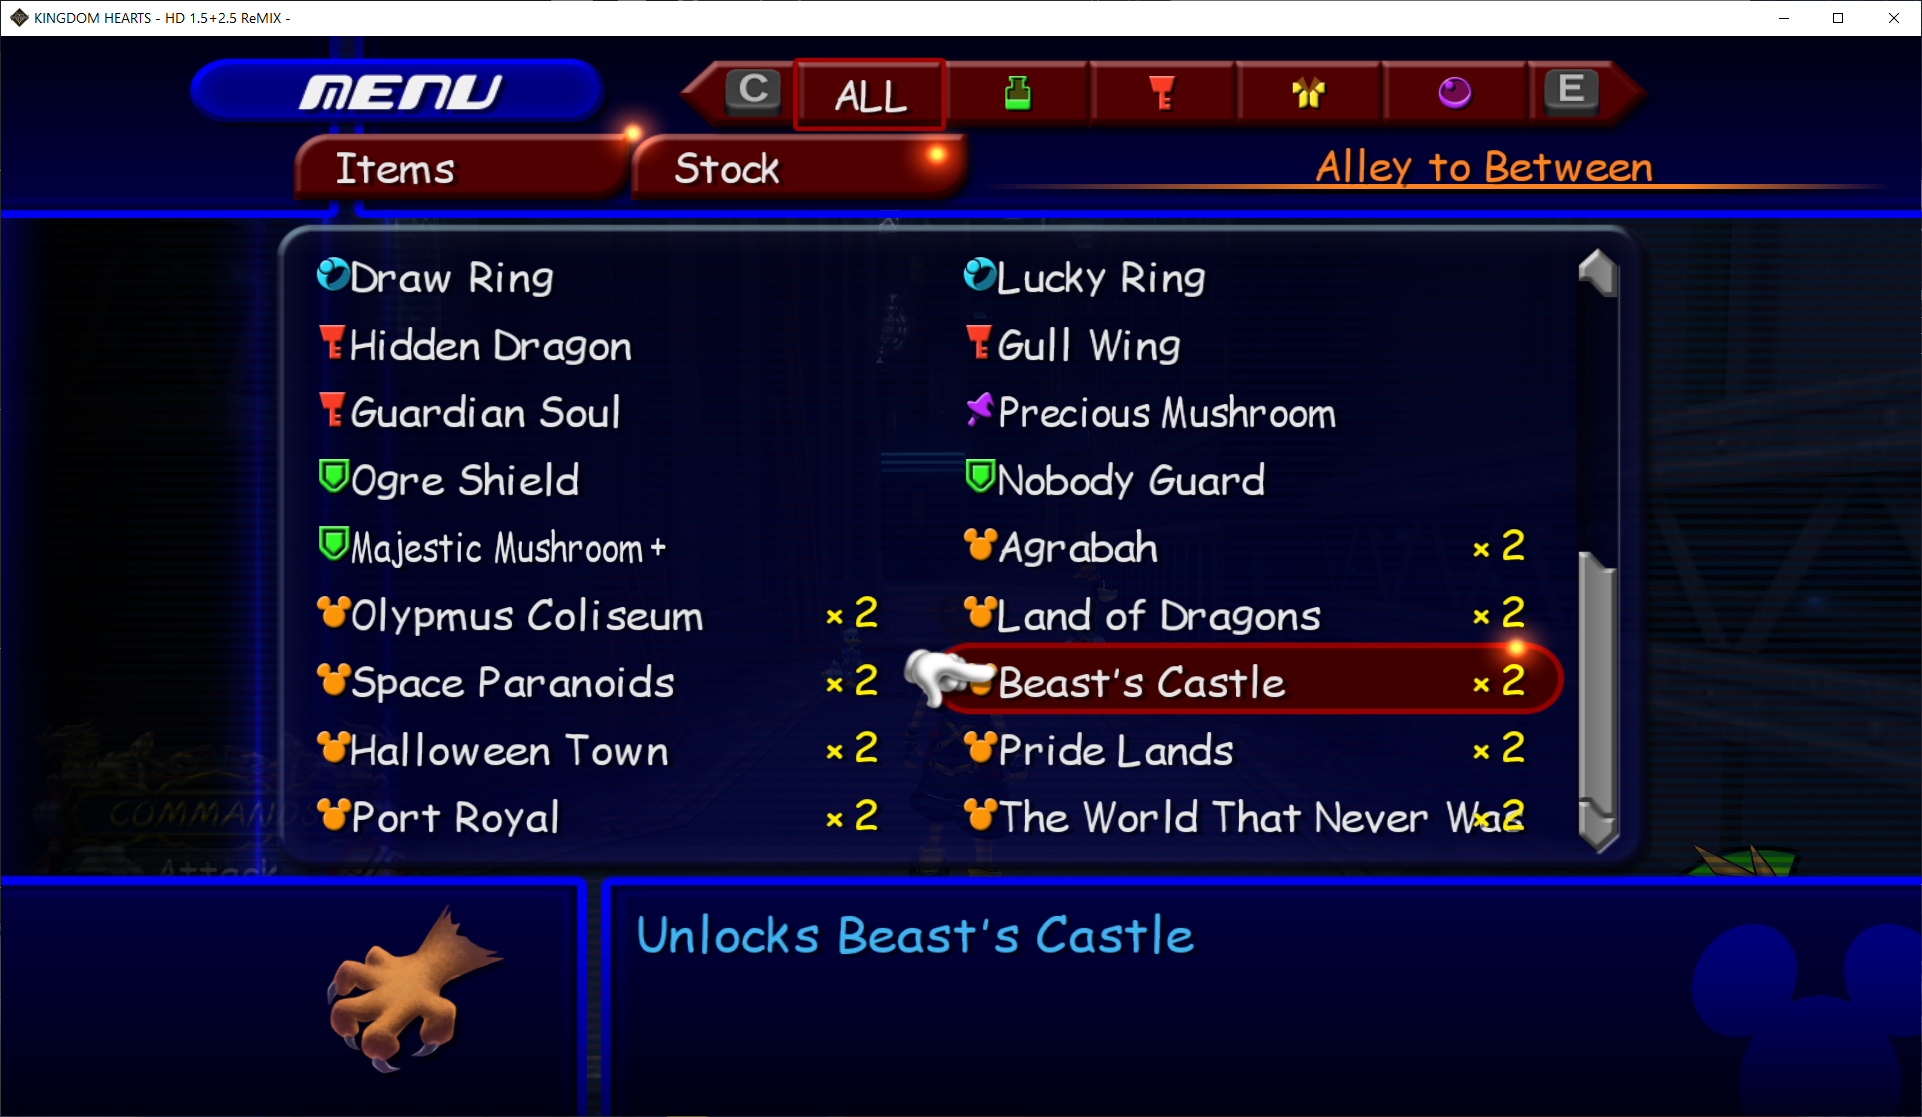 KINGDOM HEARTS - HD 1.5+2.5 ReMIX -
MENU
C ALL E
Items Stock
Alley to Between
Draw Ring Lucky Ring
Hidden Dragon Gull Wing
Guardian Soul Precious Mushroom
Ogre Shield Nobody Guard
Majestic Mushroom+ Agrabah × 2
Olypmus Coliseum × 2 Land of Dragons × 2
Space Paranoids × 2 Beast's Castle × 2
Halloween Town × 2 Pride Lands × 2
Port Royal × 2 The World That Never Was × 2
COMMANDS
Attack
Unlocks Beast's Castle